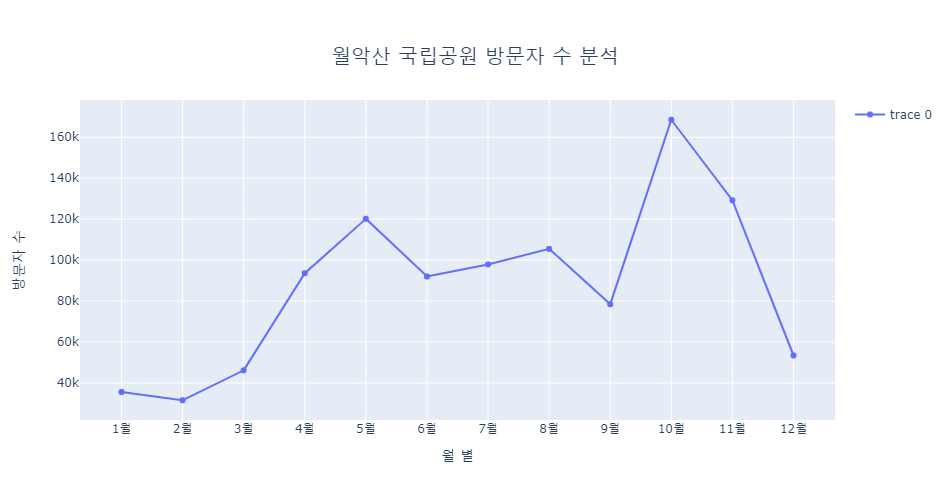 월악산 국립공원 방문자 수 분석
trace 0
방문자 수
160k
140k
120k
100k
80k
60k
40k
1월 2월 3월 4월 5월 6월 7월 8월 9월 10월 11월 12월
월 별